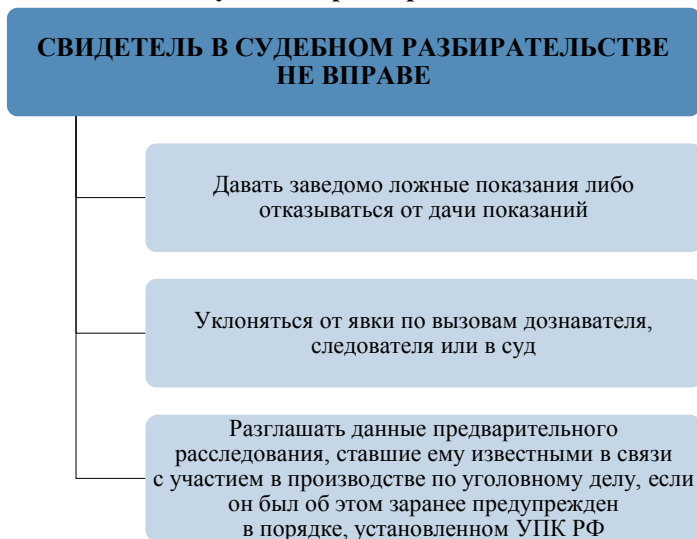 СВИДЕТЕЛЬ В СУДЕБНОМ РАЗБИРАТЕЛЬСТВЕ
НЕ ВПРАВЕ
Давать заведомо ложные показания либо
отказываться от дачи показаний
Уклоняться от явки по вызовам дознавателя,
следователя или в суд
Разглашать данные предварительного
расследования, ставшие ему известными в связи
с участием в производстве по уголовному делу, если
он был об этом заранее предупрежден
в порядке, установленном УПК РФ